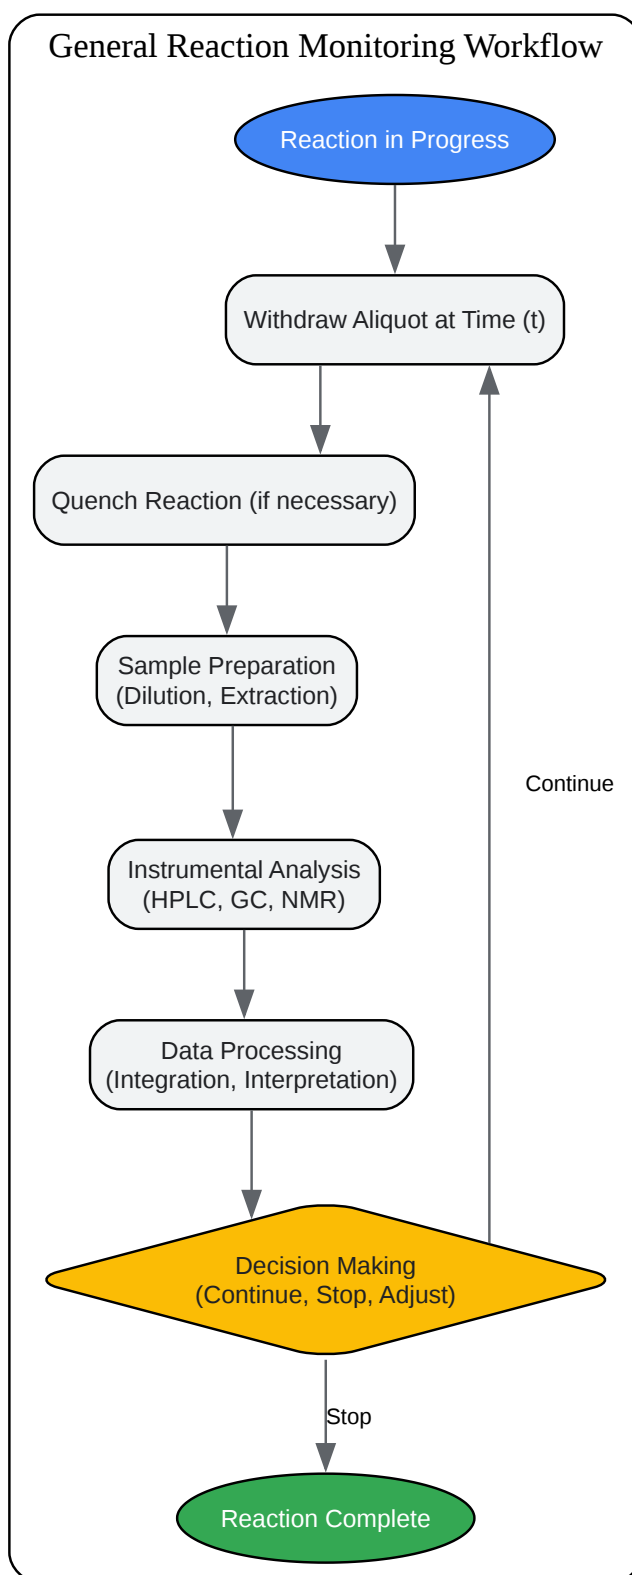 General Reaction Monitoring Workflow
Reaction in Progress
Withdraw Aliquot at Time (t)
Quench Reaction (if necessary)
Sample Preparation
(Dilution, Extraction)
Continue
Instrumental Analysis
(HPLC, GC, NMR)
Data Processing
(Integration, Interpretation)
Decision Making
(Continue, Stop, Adjust)
Stop
Reaction Complete